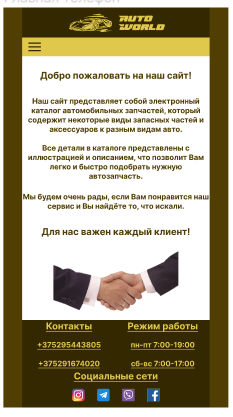 Главная телефон
AUTO
WORLD
Добро пожаловать на наш сайт!
Наш сайт представляет собой электронный
каталог автомобильных запчастей, который
содержит некоторые виды запасных частей и
аксессуаров к разным видам авто.
Все детали в каталоге представлены с
иллюстрацией и описанием, что позволит Вам
легко и быстро подобрать нужную
автозапчасть.
Мы будем очень рады, если Вам понравится наш
сервис и Вы найдёте то, что искали.
Для нас важен каждый клиент!
Контакты Режим работы
+375295443805 пн-пт 7:00-19:00
+375291674020 сб-вс 7:00-17:00
Социальные сети